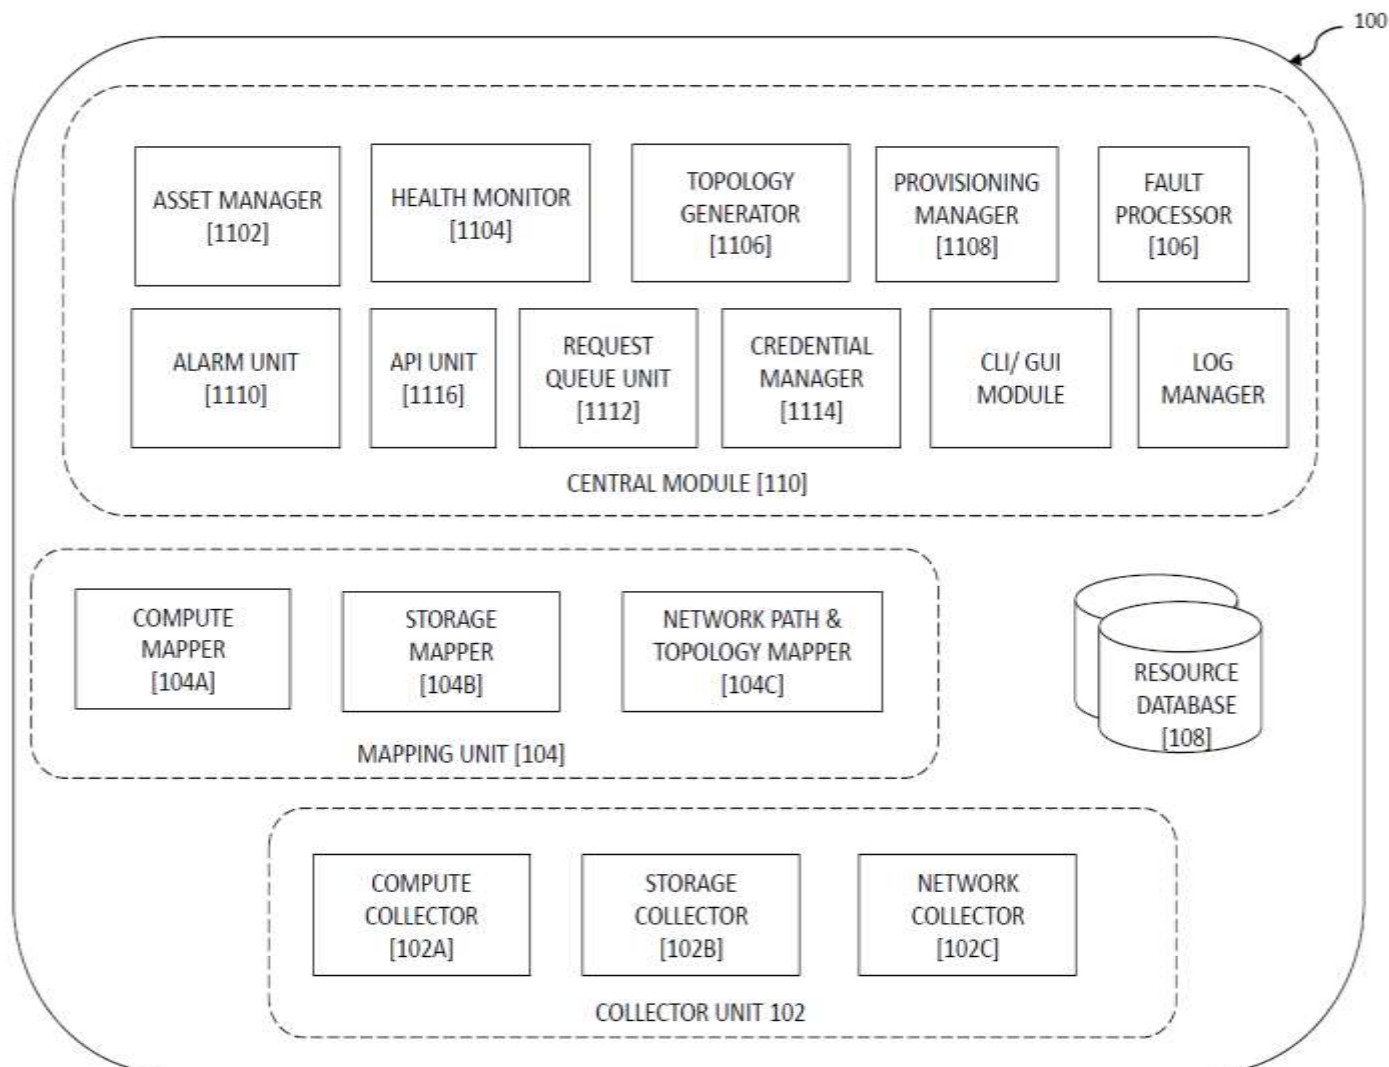 100
ASSET MANAGER
[1102]
HEALTH MONITOR
[1104]
TOPOLOGY
GENERATOR
[1106]
PROVISIONING
MANAGER
[1108]
FAULT
PROCESSOR
[106]
ALARM UNIT
[1110]
API UNIT
[1116]
REQUEST
QUEUE UNIT
[1112]
CREDENTIAL
MANAGER
[1114]
CLI/ GUI
MODULE
LOG
MANAGER
CENTRAL MODULE [110]
COMPUTE
MAPPER
[104A]
STORAGE
MAPPER
[104B]
NETWORK PATH &
TOPOLOGY MAPPER
[104C]
MAPPING UNIT [104]
RESOURCE
DATABASE
[108]
COMPUTE
COLLECTOR
[102A]
STORAGE
COLLECTOR
[102B]
NETWORK
COLLECTOR
[102C]
COLLECTOR UNIT 102